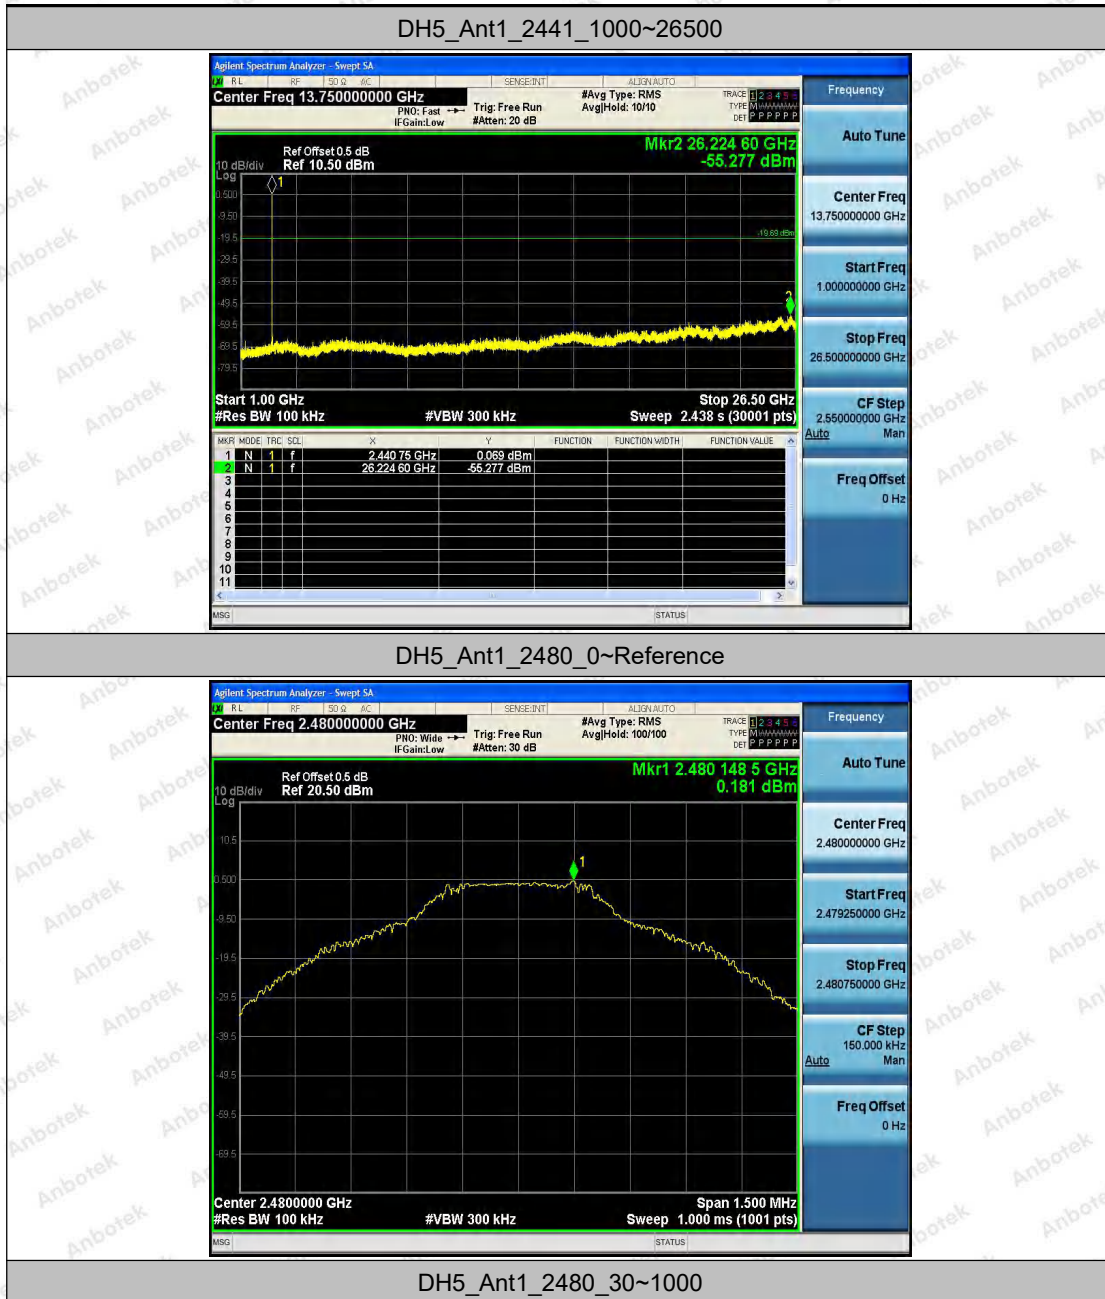 DH5_Ant1_2441_1000~26500
Agilent Spectrum Analyzer - Swept SA
RL RF 50 Ω AC SENSE:INT ALIGN AUTO
Center Freq 13.750000000 GHz
PNO: Fast
IFGain:Low
Trig: Free Run
#Atten: 20 dB
#Avg Type: RMS
Avg|Hold: 10/10
TRACE 1 2 3 4 5 6
TYPE M
DET P P P P P P
Ref Offset 0.5 dB
Ref 10.50 dBm
10 dB/div
Log
Mkr2 26.224 60 GHz
-55.277 dBm
1
0.500
-9.50
-19.5
-19.69 dBm
-29.5
-39.5
-49.5
2
-59.5
-69.5
-79.5
Start 1.00 GHz
Stop 26.50 GHz
#Res BW 100 kHz
#VBW 300 kHz
Sweep 2.438 s (30001 pts)
MKR MODE TRC SCL X Y FUNCTION FUNCTION WIDTH FUNCTION VALUE
1 N 1 f 2.440 75 GHz 0.069 dBm
2 N 1 f 26.224 60 GHz -55.277 dBm
3
4
5
6
7
8
9
10
11
MSG STATUS
Frequency
Auto Tune
Center Freq
13.750000000 GHz
Start Freq
1.000000000 GHz
Stop Freq
26.500000000 GHz
CF Step
2.550000000 GHz
Auto Man
Freq Offset
0 Hz
DH5_Ant1_2480_0~Reference
Agilent Spectrum Analyzer - Swept SA
RL RF 50 Ω AC SENSE:INT ALIGN AUTO
Center Freq 2.480000000 GHz
PNO: Wide
IFGain:Low
Trig: Free Run
#Atten: 30 dB
#Avg Type: RMS
Avg|Hold: 100/100
TRACE 1 2 3 4 5 6
TYPE M
DET P P P P P P
Ref Offset 0.5 dB
Ref 20.50 dBm
10 dB/div
Log
Mkr1 2.480 148 5 GHz
0.181 dBm
10.5
1
0.500
-9.50
-19.5
-29.5
-39.5
-49.5
-59.5
-69.5
Center 2.4800000 GHz
Span 1.500 MHz
#Res BW 100 kHz
#VBW 300 kHz
Sweep 1.000 ms (1001 pts)
MSG STATUS
Frequency
Auto Tune
Center Freq
2.480000000 GHz
Start Freq
2.479250000 GHz
Stop Freq
2.480750000 GHz
CF Step
150.000 kHz
Auto Man
Freq Offset
0 Hz
DH5_Ant1_2480_30~1000
Anbotek